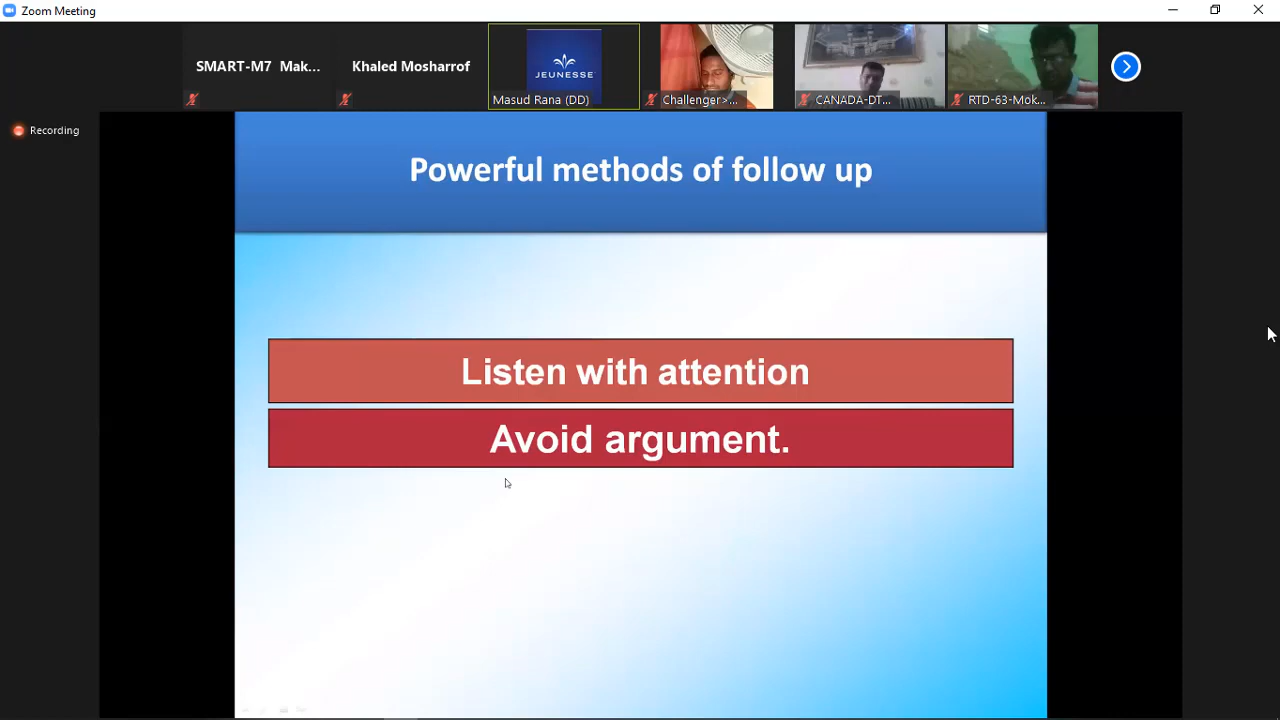 Zoom Meeting
SMART-M7 Mak...
Khaled Mosharrof
JEUNESSE
Masud Rana (DD)
Challenger>...
CANADA-DT...
RTD-63-Mok...
Recording
Powerful methods of follow up
Listen with attention
Avoid argument.